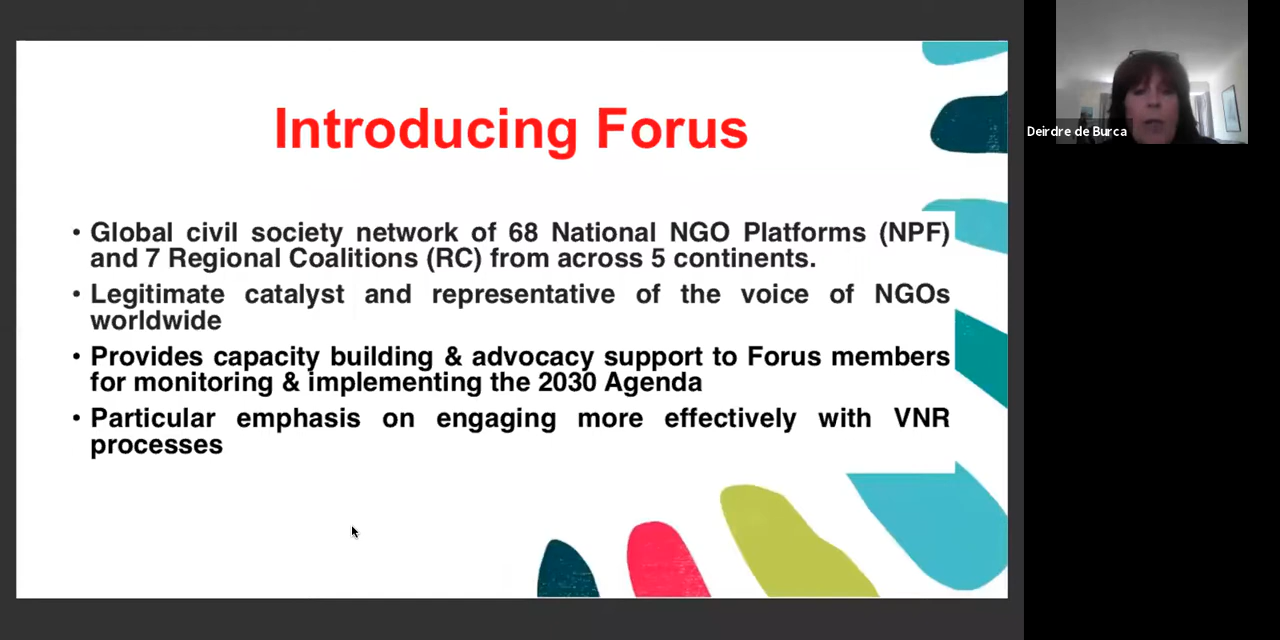 Introducing Forus
• Global civil society network of 68 National NGO Platforms (NPF)
and 7 Regional Coalitions (RC) from across 5 continents.
• Legitimate catalyst and representative of the voice of NGOs
worldwide
• Provides capacity building & advocacy support to Forus members
for monitoring & implementing the 2030 Agenda
• Particular emphasis on engaging more effectively with VNR
processes
Deirdre de Burca